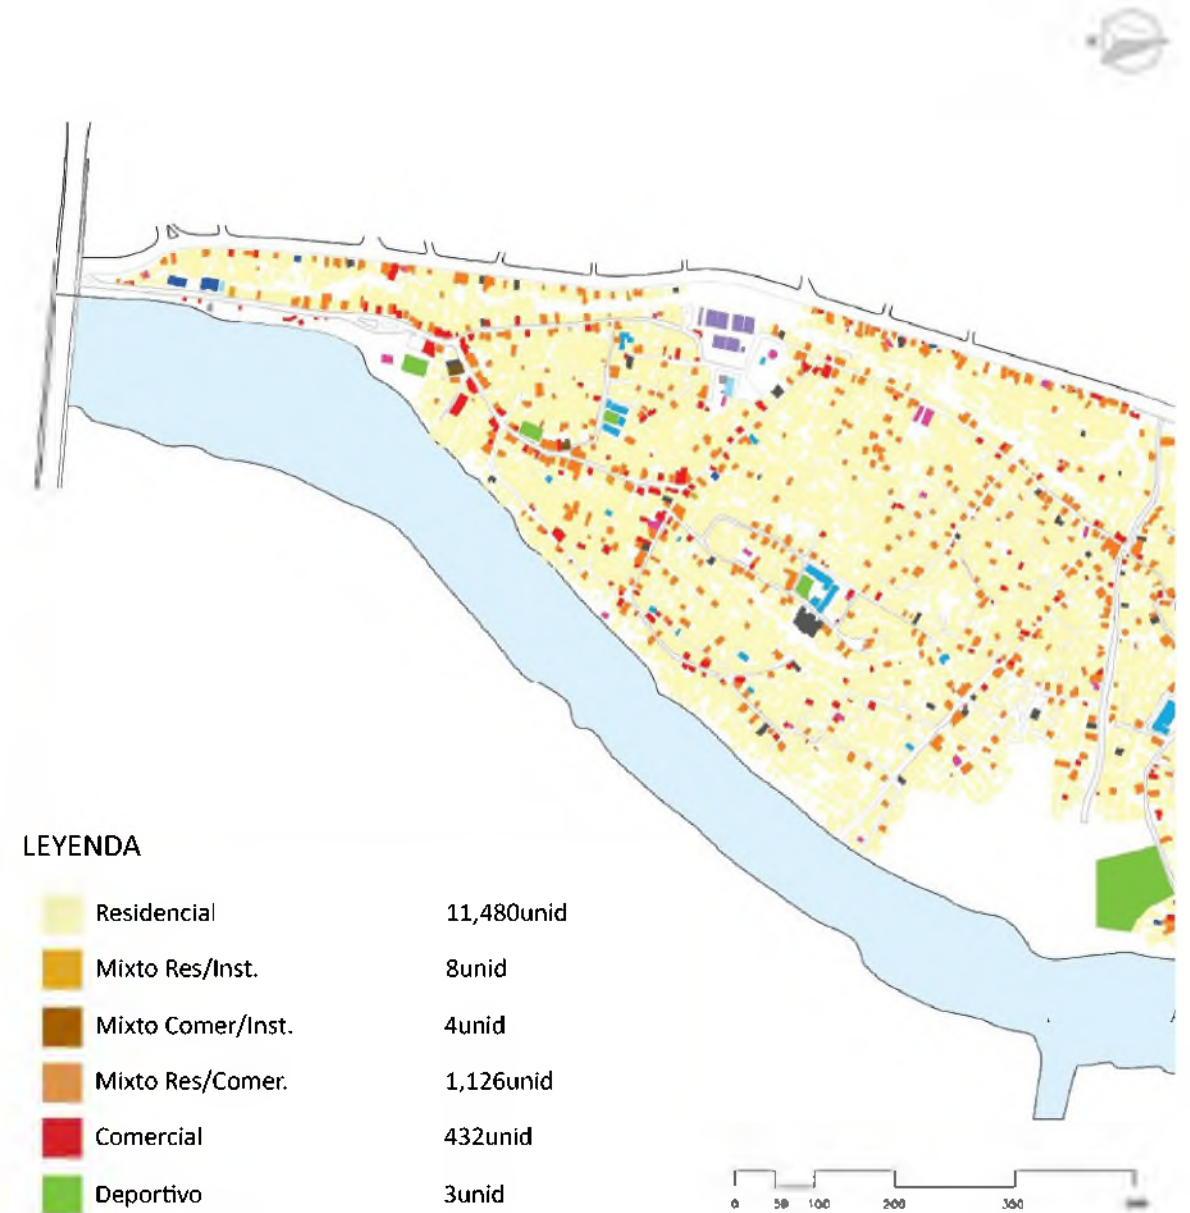 LEYENDA
Residencial 11,480unid
Mixto Res/Inst. 8unid
Mixto Comer/Inst. 4unid
Mixto Res/Comer. 1,126unid
Comercial 432unid
Deportivo 3unid
0 50 100 200